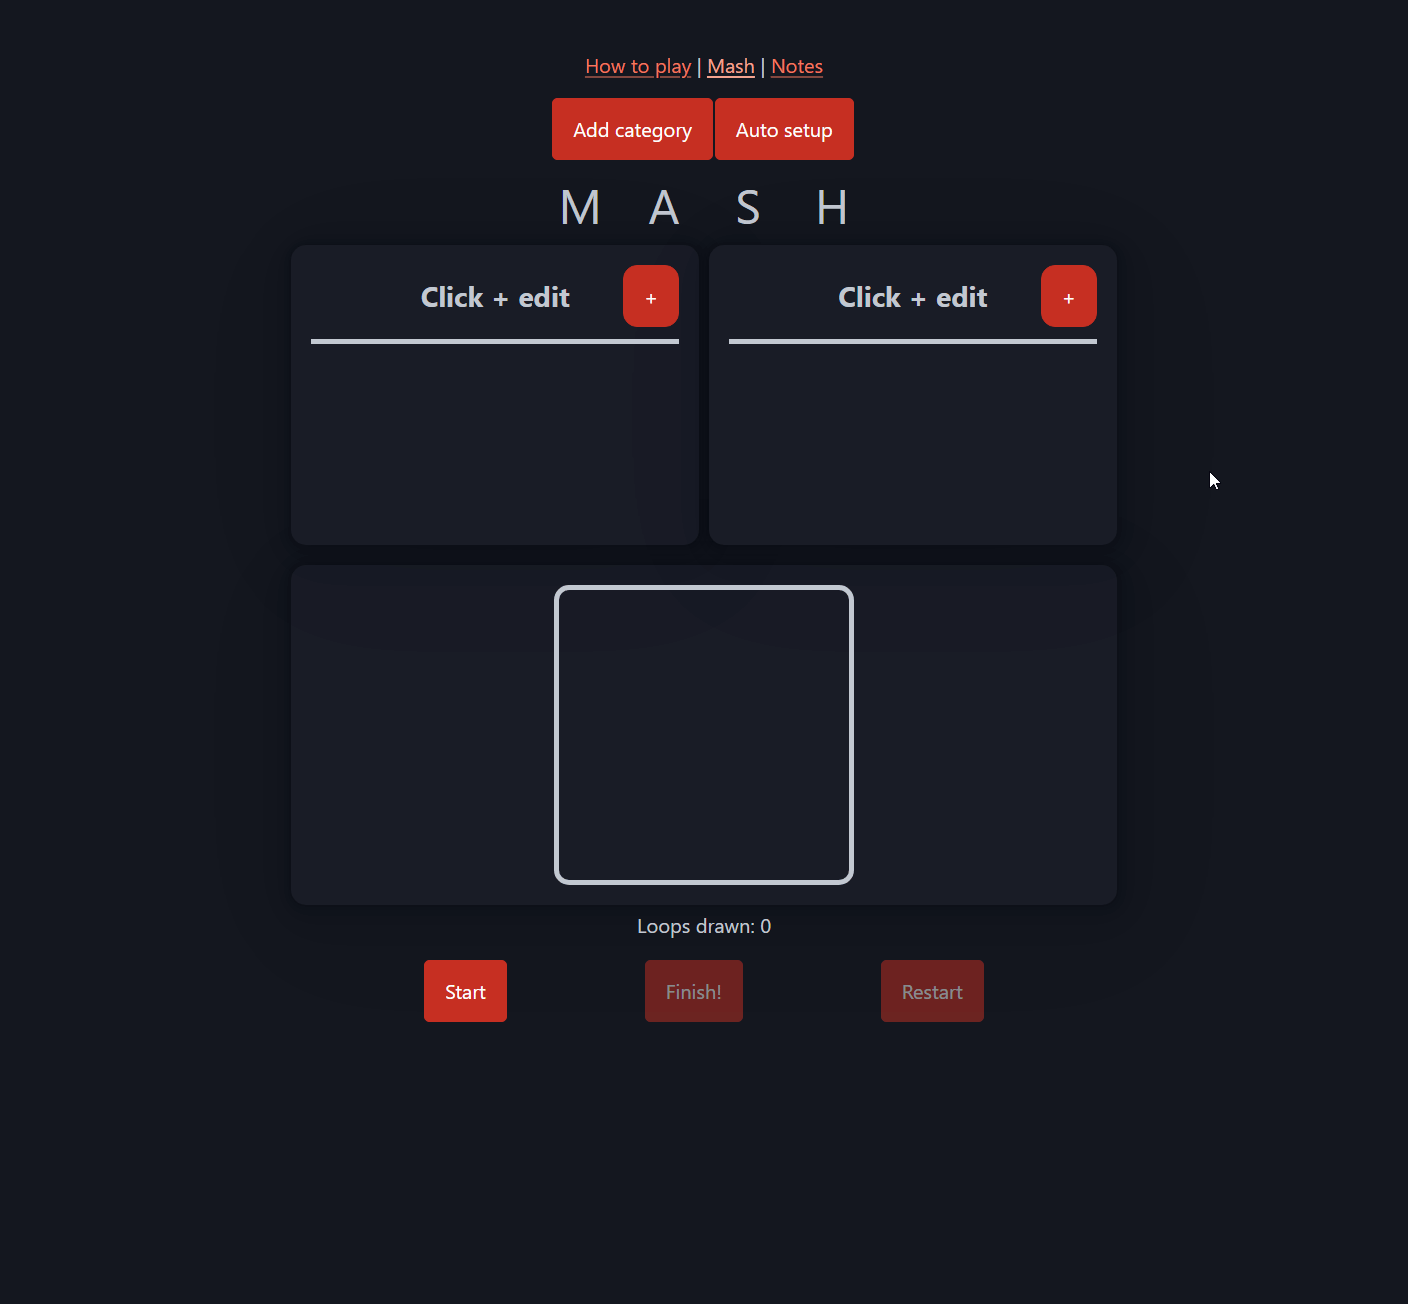 How to play | Mash | Notes
Add category Auto setup
M A S H
Click + edit + Click + edit +
Loops drawn: 0
Start Finish! Restart